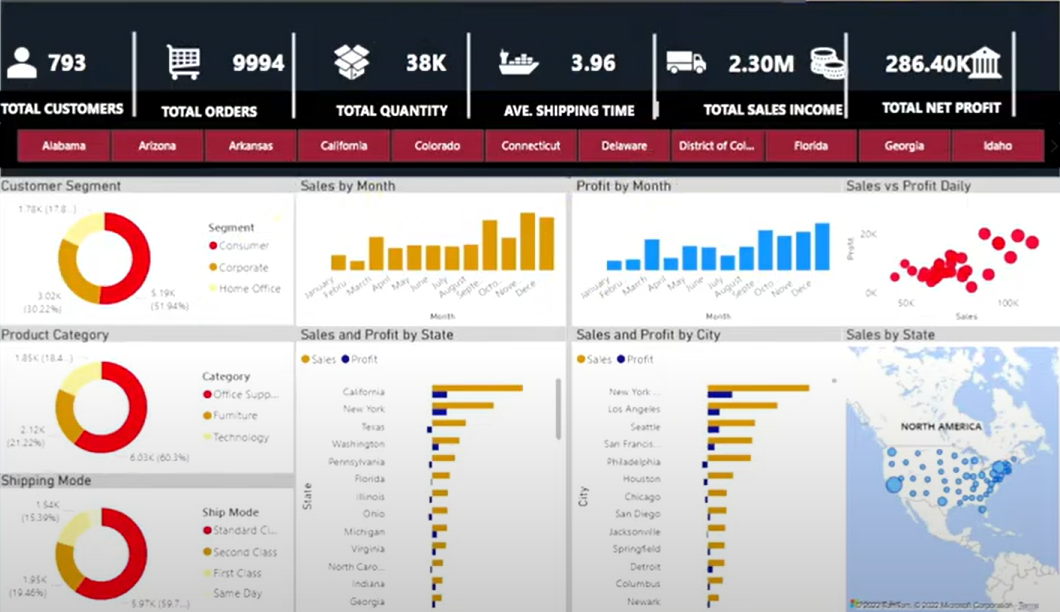 793
9994
38K
3.96
2.30M
286.40K
TOTAL CUSTOMERS
TOTAL ORDERS
TOTAL QUANTITY
AVE. SHIPPING TIME
TOTAL SALES INCOME
TOTAL NET PROFIT
Alabama
Arizona
Arkansas
California
Colorado
Connecticut
Delaware
District of Col...
Florida
Georgia
Idaho
Customer Segment
1.78K (17.8...)
3.02K
(30.22%)
5.19K
(51.94%)
Segment
Consumer
Corporate
Home Office
Sales by Month
January
Febru...
March
April
May
June
July
August
Septe...
Octo...
Nove...
Dece...
Month
Profit by Month
January
Febru...
March
April
May
June
July
August
Septe...
Octo...
Nove...
Dece...
Month
Sales vs Profit Daily
Profit
20K
0K
50K
100K
Sales
Product Category
1.85K (18.4...)
2.12K
(21.22%)
6.03K (60.3%)
Category
Office Supp...
Furniture
Technology
Shipping Mode
1.54K
(15.39%)
1.95K
(19.46%)
5.97K (59.7...)
Ship Mode
Standard Cl...
Second Class
First Class
Same Day
Sales and Profit by State
Sales Profit
State
California
New York
Texas
Washington
Pennsylvania
Florida
Illinois
Ohio
Michigan
Virginia
North Caro...
Indiana
Georgia
Sales and Profit by City
Sales Profit
City
New York ...
Los Angeles
Seattle
San Francis...
Philadelphia
Houston
Chicago
San Diego
Jacksonville
Springfield
Detroit
Columbus
Newark
Sales by State
NORTH AMERICA
© 2022 TomTom, © 2022 Microsoft Corporation Terms